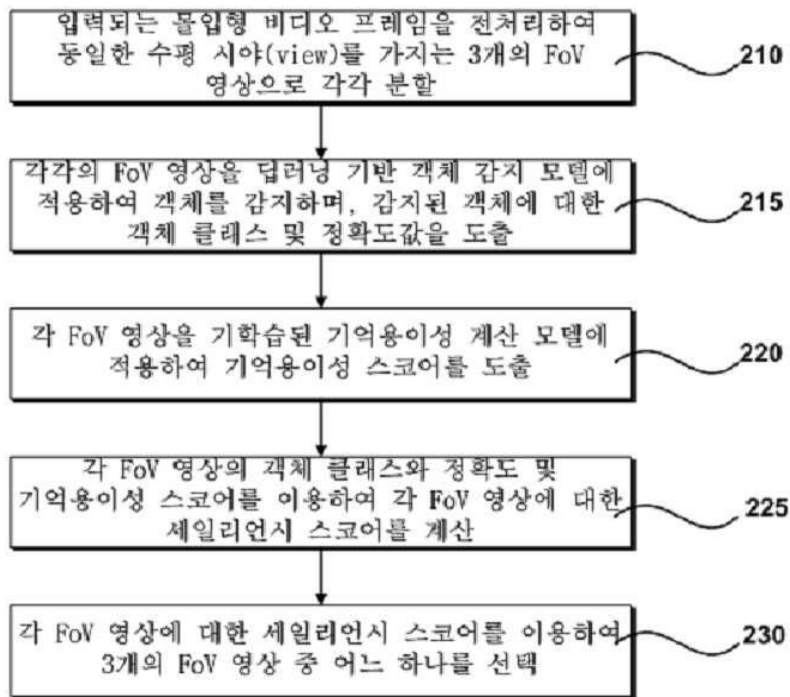 입력되는 몰입형 비디오 프레임을 전처리하여
동일한 수평 시야(view)를 가지는 3개의 FoV
영상으로 각각 분할
210
각각의 FoV 영상을 딥러닝 기반 객체 감지 모델에
적용하여 객체를 감지하며, 감지된 객체에 대한
객체 클래스 및 정확도값을 도출
215
각 FoV 영상을 기학습된 기억용이성 계산 모델에
적용하여 기억용이성 스코어를 도출
220
각 FoV 영상의 객체 클래스와 정확도 및
기억용이성 스코어를 이용하여 각 FoV 영상에 대한
세일리언시 스코어를 계산
225
각 FoV 영상에 대한 세일리언시 스코어를 이용하여
3개의 FoV 영상 중 어느 하나를 선택
230